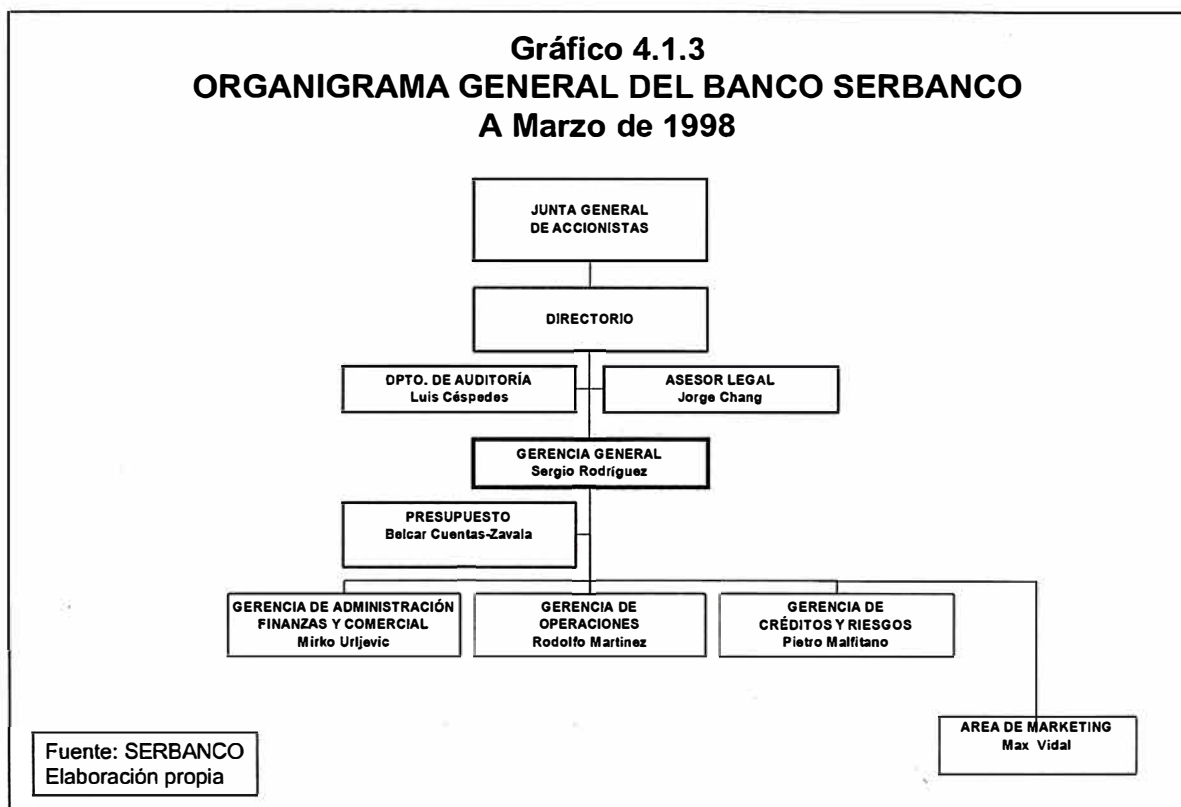 Gráfico 4.1.3
ORGANIGRAMA GENERAL DEL BANCO SERBANCO
A Marzo de 1998
JUNTA GENERAL
DE ACCIONISTAS
DIRECTORIO
DPTO. DE AUDITORÍA
Luis Céspedes
ASESOR LEGAL
Jorge Chang
GERENCIA GENERAL
Sergio Rodríguez
PRESUPUESTO
Belcar Cuentas-Zavala
GERENCIA DE ADMINISTRACIÓN
FINANZAS Y COMERCIAL
Mirko Urljevic
GERENCIA DE
OPERACIONES
Rodolfo Martinez
GERENCIA DE
CRÉDITOS Y RIESGOS
Pietro Malfitano
AREA DE MARKETING
Max Vidal
Fuente: SERBANCO
Elaboración propia